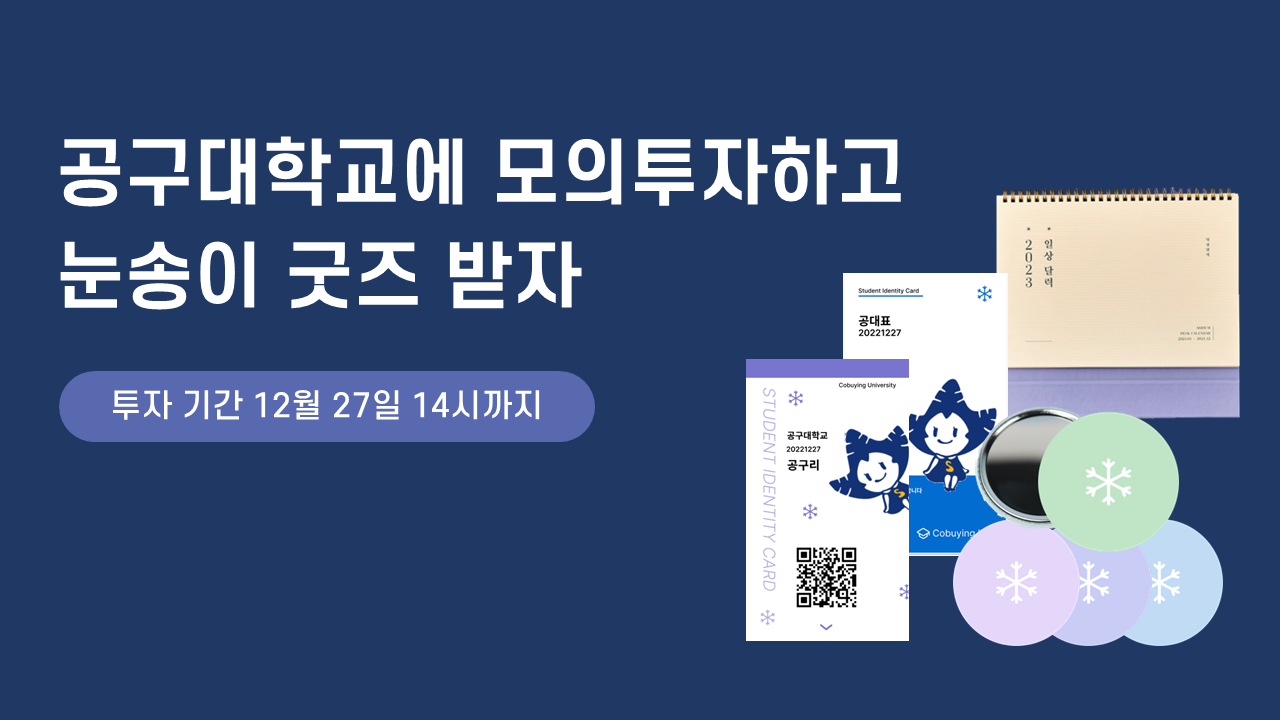 공구대학교에 모의투자하고
눈송이 굿즈 받자
투자 기간 12월 27일 14시까지
Student Identity Card
공대표
20221227
Cobuying
Cobuying University
STUDENT IDENTITY CARD
공구대학교
20221227
공구리
일상 달력
2023